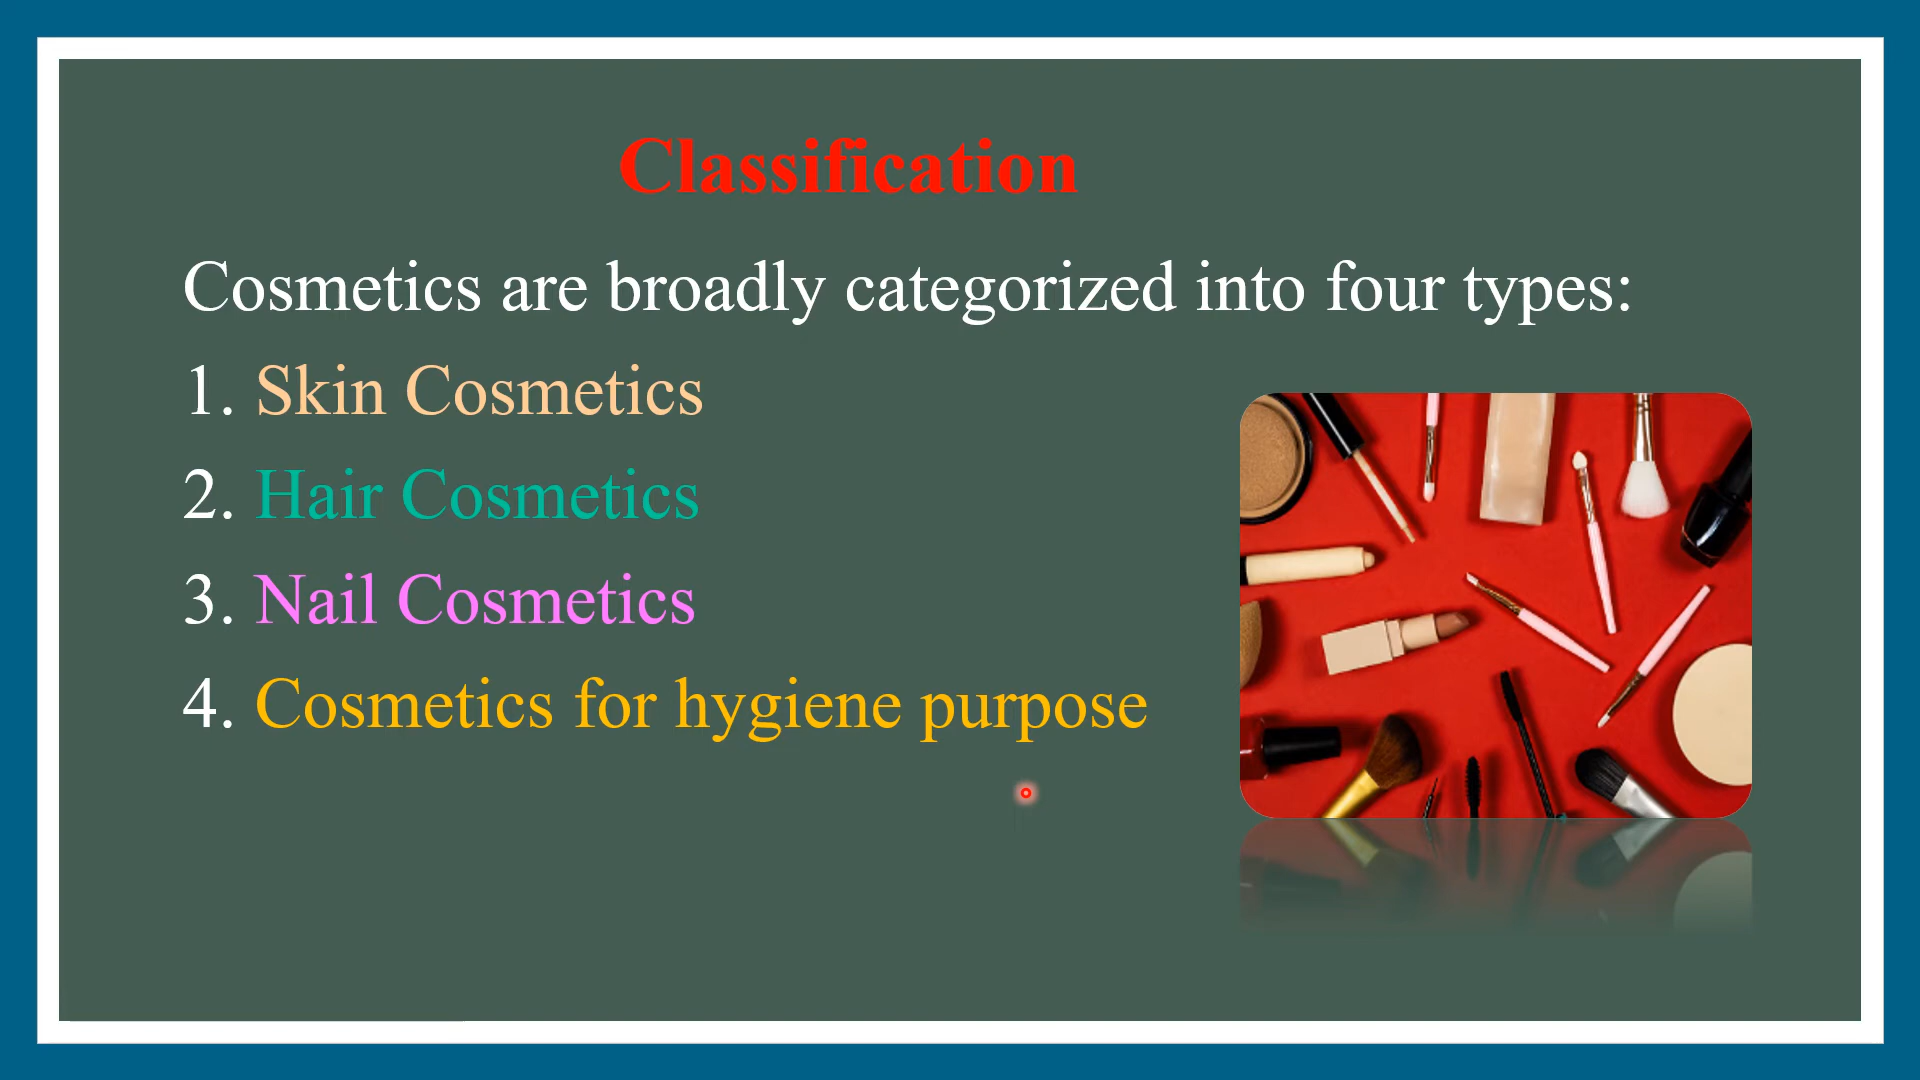 Classification
Cosmetics are broadly categorized into four types:
1. Skin Cosmetics
2. Hair Cosmetics
3. Nail Cosmetics
4. Cosmetics for hygiene purpose